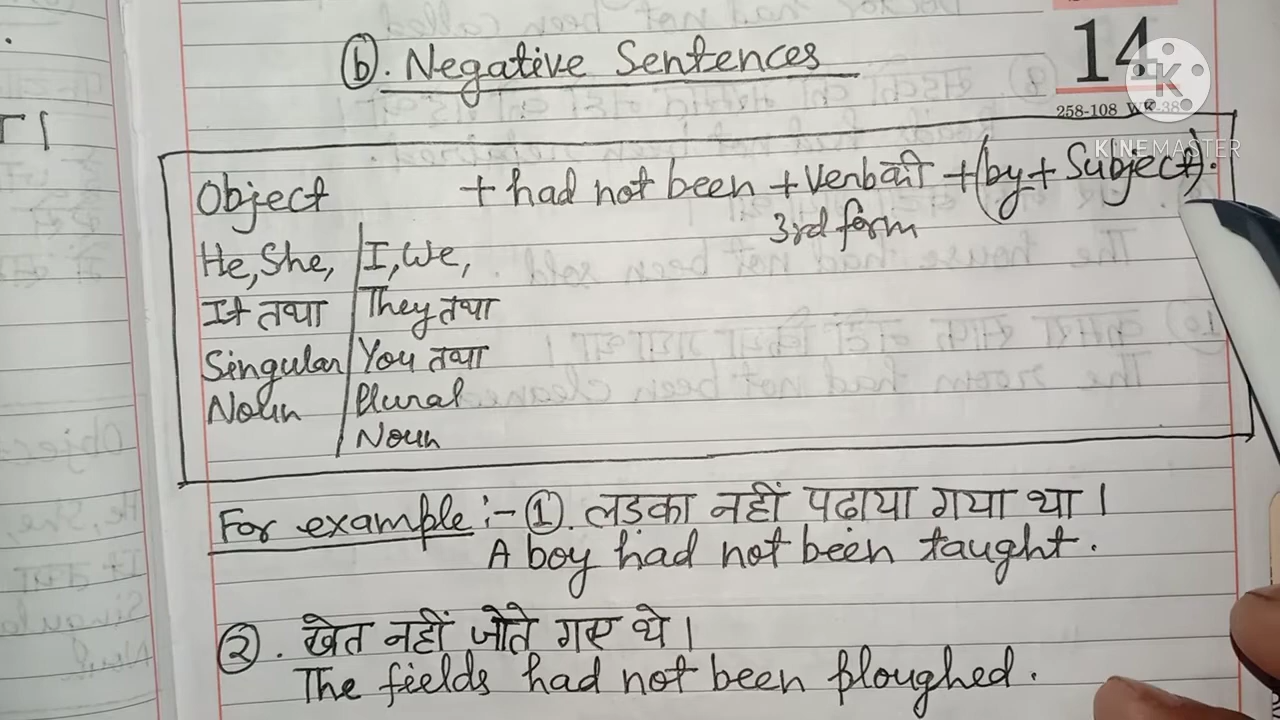 14
258-108 WK-38
K
KINEMASTER
(b). Negative Sentences
Object + had not been + Verb की + (by + Subject).
3rd form
He, She, | I, We,
It तथा | They तथा
Singular | You तथा
Noun | Plural
Noun
For example :- (1). लड़का नहीं पढाया गया था।
A boy had not been taught.
(2). खेत नहीं जोते गए थे।
The fields had not been ploughed.